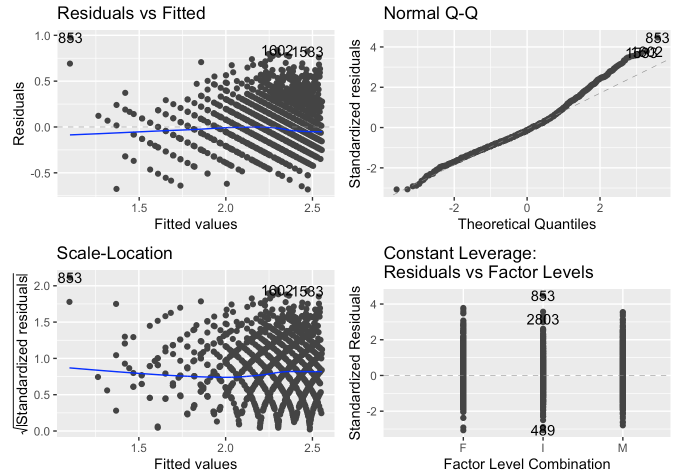 Residuals vs Fitted
853
1602
1583
1.0
0.5
0.0
-0.5
Residuals
1.5
2.0
2.5
Fitted values
Normal Q-Q
853
1602
4
2
0
-2
Standardized residuals
-2
0
2
Theoretical Quantiles
Scale-Location
853
1602
1583
2.0
1.5
1.0
0.5
0.0
√|Standardized residuals|
1.5
2.0
2.5
Fitted values
Constant Leverage:
Residuals vs Factor Levels
853
2803
489
4
2
0
-2
Standardized Residuals
F
I
M
Factor Level Combination